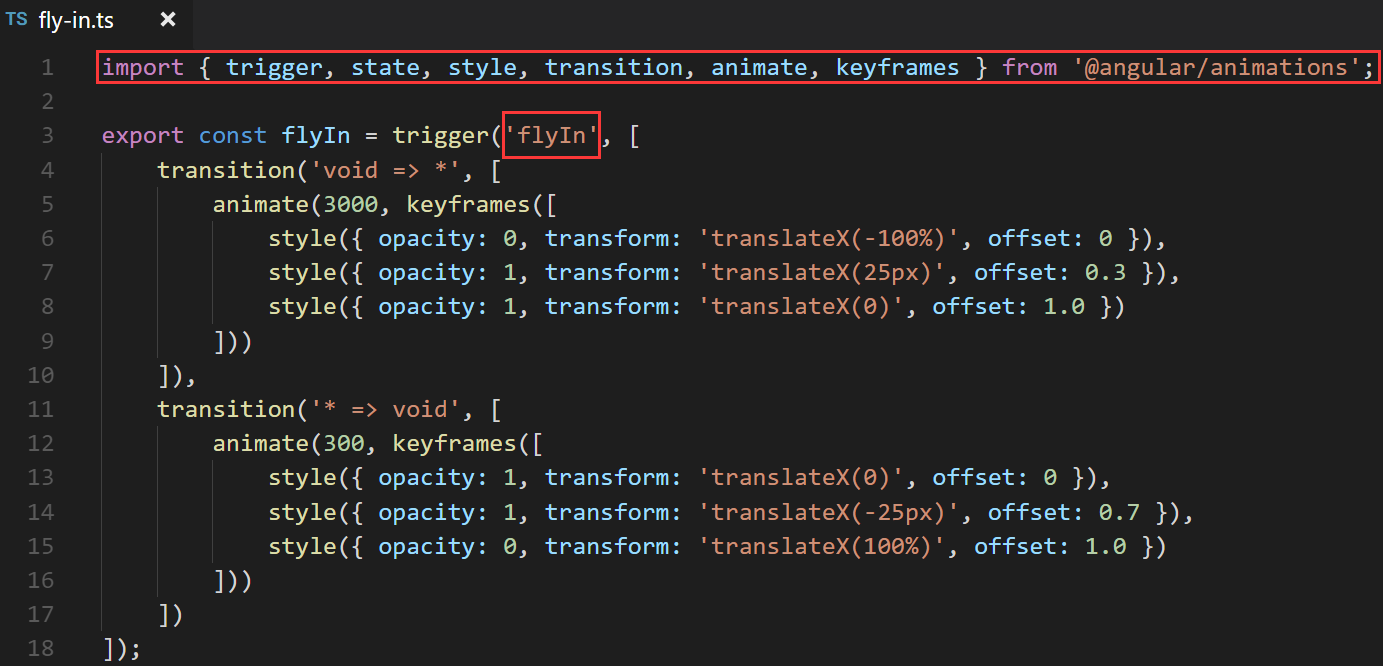 TS fly-in.ts ×
1 import { trigger, state, style, transition, animate, keyframes } from '@angular/animations';
2
3 export const flyIn = trigger('flyIn', [
4     transition('void => *', [
5         animate(3000, keyframes([
6             style({ opacity: 0, transform: 'translateX(-100%)', offset: 0 }),
7             style({ opacity: 1, transform: 'translateX(25px)', offset: 0.3 }),
8             style({ opacity: 1, transform: 'translateX(0)', offset: 1.0 })
9         ]))
10     ]),
11     transition('* => void', [
12         animate(300, keyframes([
13             style({ opacity: 1, transform: 'translateX(0)', offset: 0 }),
14             style({ opacity: 1, transform: 'translateX(-25px)', offset: 0.7 }),
15             style({ opacity: 0, transform: 'translateX(100%)', offset: 1.0 })
16         ]))
17     ])
18 ]);